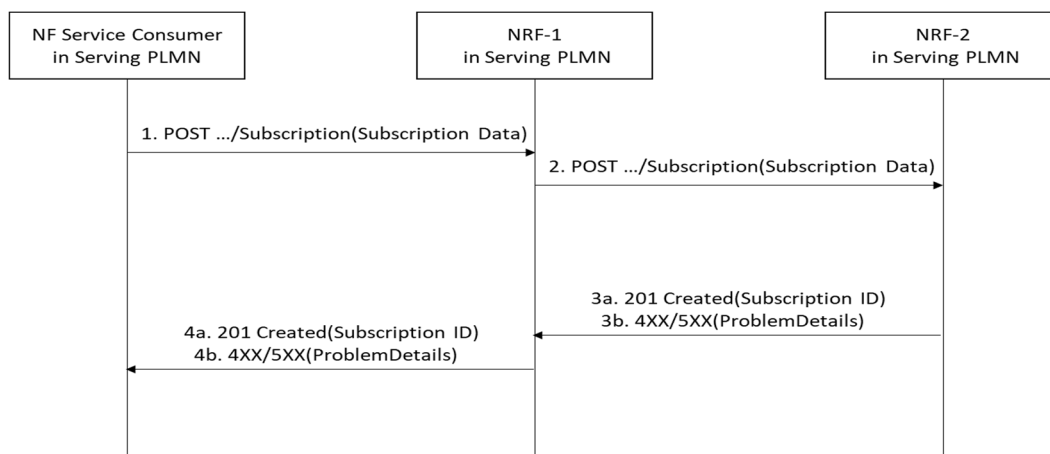 NF Service Consumer
in Serving PLMN
NRF-1
in Serving PLMN
NRF-2
in Serving PLMN
1. POST .../Subscription(Subscription Data)
2. POST .../Subscription(Subscription Data)
3a. 201 Created(Subscription ID)
3b. 4XX/5XX(ProblemDetails)
4a. 201 Created(Subscription ID)
4b. 4XX/5XX(ProblemDetails)